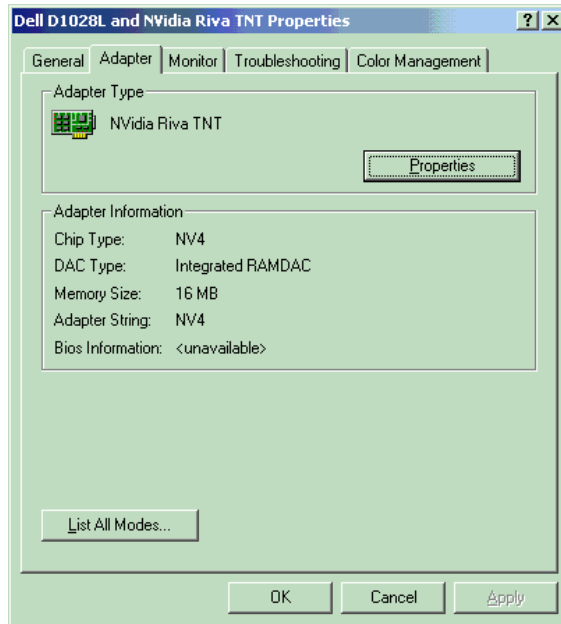 Dell D1028L and NVidia Riva TNT Properties
General Adapter Monitor Troubleshooting Color Management
Adapter Type
NVidia Riva TNT
Properties
Adapter Information
Chip Type: NV4
DAC Type: Integrated RAMDAC
Memory Size: 16 MB
Adapter String: NV4
Bios Information: <unavailable>
List All Modes...
OK Cancel Apply